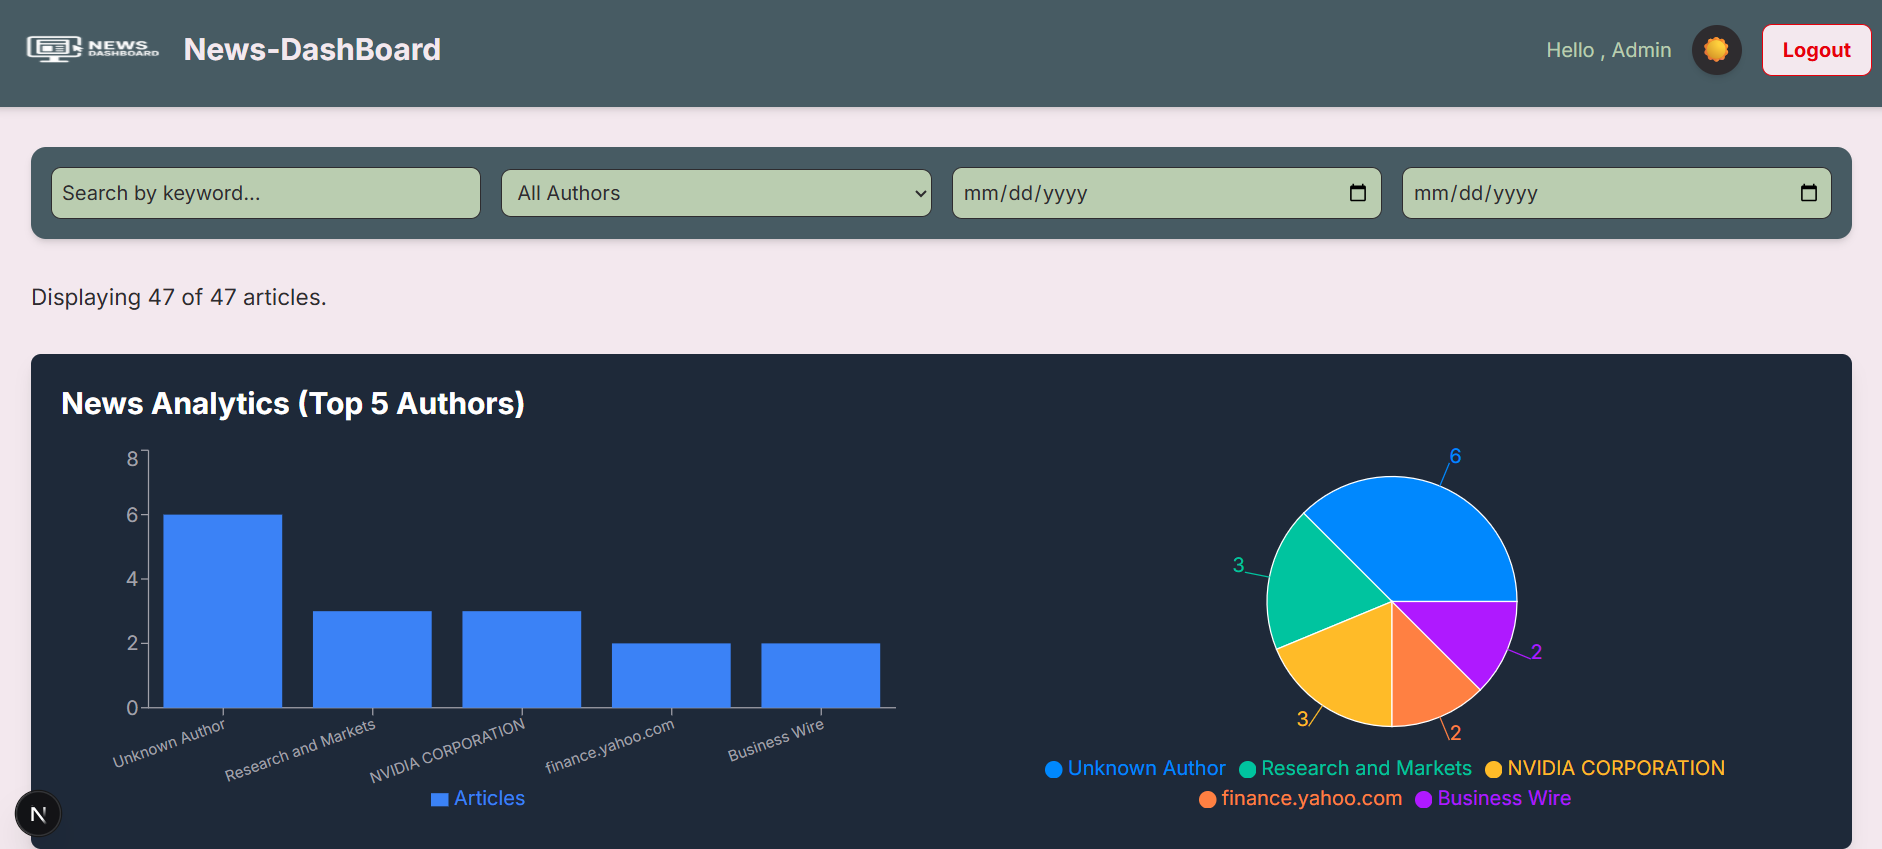 NEWS
DASHBOARD
News-DashBoard
Hello , Admin
Logout
Search by keyword...
All Authors
mm/dd/yyyy
mm/dd/yyyy
Displaying 47 of 47 articles.
News Analytics (Top 5 Authors)
8
6
4
2
0
Unknown Author
Research and Markets
NVIDIA CORPORATION
finance.yahoo.com
Business Wire
Articles
6
3
3
2
2
Unknown Author Research and Markets NVIDIA CORPORATION
finance.yahoo.com Business Wire
N